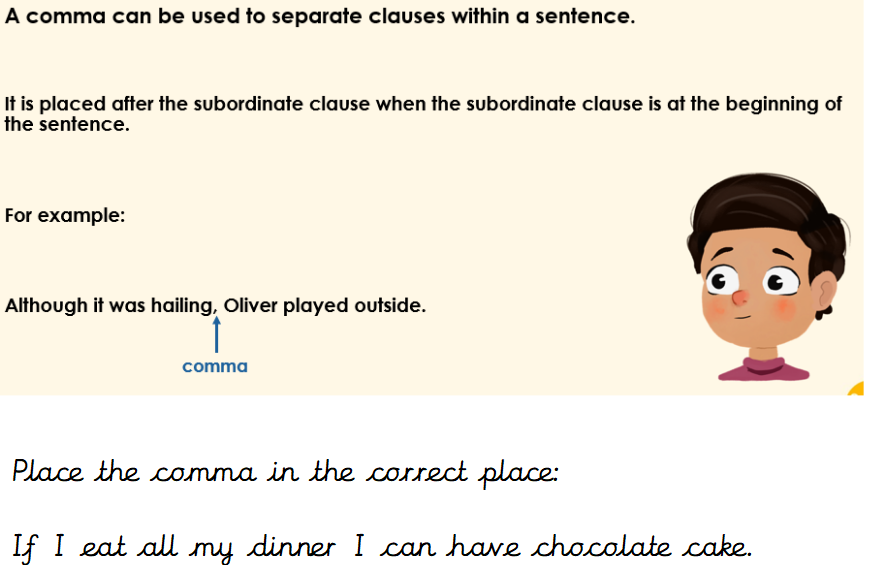 A comma can be used to separate clauses within a sentence.
It is placed after the subordinate clause when the subordinate clause is at the beginning of
the sentence.
For example:
Although it was hailing, Oliver played outside.
comma
Place the comma in the correct place:
If I eat all my dinner I can have chocolate cake.